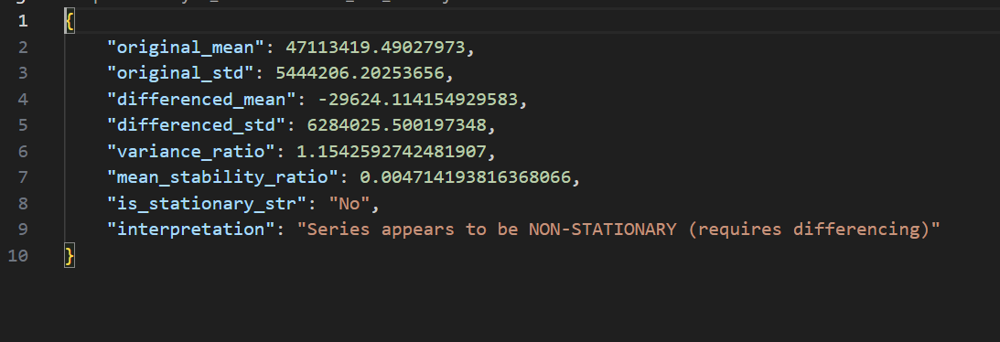 1 {
2 "original_mean": 47113419.49027973,
3 "original_std": 5444206.20253656,
4 "differenced_mean": -29624.114154929583,
5 "differenced_std": 6284025.500197348,
6 "variance_ratio": 1.1542592742481907,
7 "mean_stability_ratio": 0.004714193816368066,
8 "is_stationary_str": "No",
9 "interpretation": "Series appears to be NON-STATIONARY (requires differencing)"
10 }